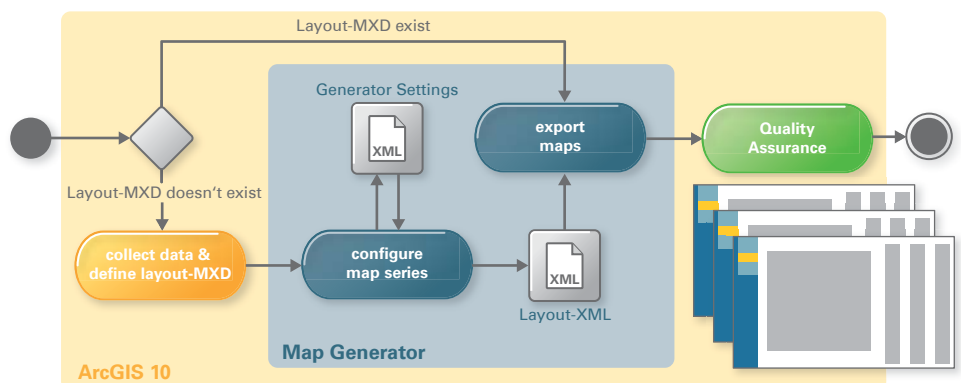 Layout-MXD exist
Generator Settings
XML
export
maps
Quality
Assurance
Layout-MXD doesn‘t exist
collect data &
define layout-MXD
configure
map series
XML
Layout-XML
Map Generator
ArcGIS 10